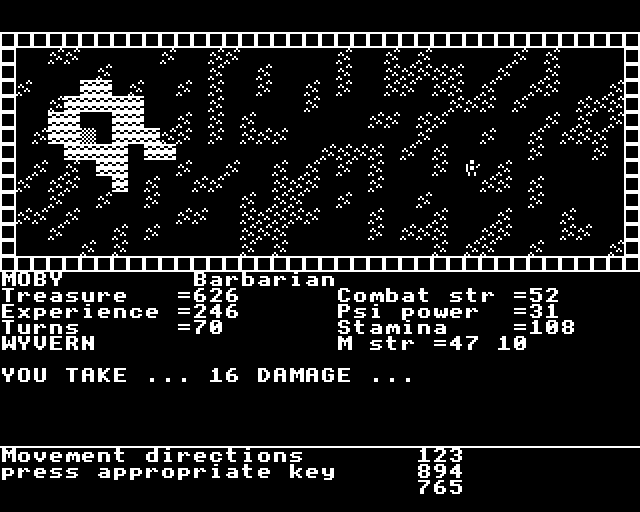 MOBY Barbarian
Treasure =626 Combat str =52
Experience =246 Psi power =31
Turns =70 Stamina =108
WYVERN M str =47 10
YOU TAKE ... 16 DAMAGE ...
Movement directions 123
press appropriate key 894
765